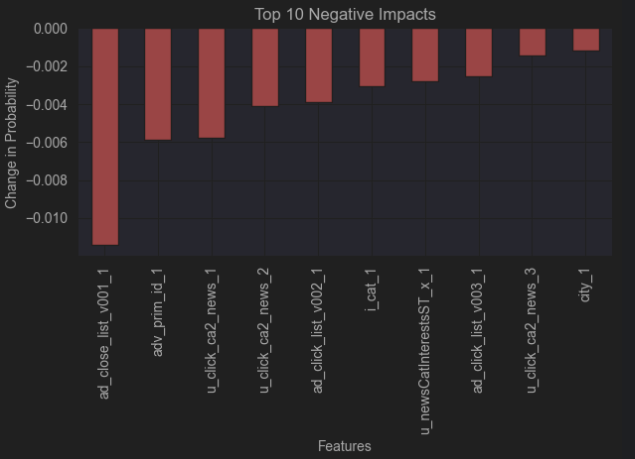 Top 10 Negative Impacts
Change in Probability
0.000
−0.002
−0.004
−0.006
−0.008
−0.010
ad_close_list_v001_1
adv_prim_id_1
u_click_ca2_news_1
u_click_ca2_news_2
ad_click_list_v002_1
i_cat_1
u_newsCatInterestsST_x_1
ad_click_list_v003_1
u_click_ca2_news_3
city_1
Features